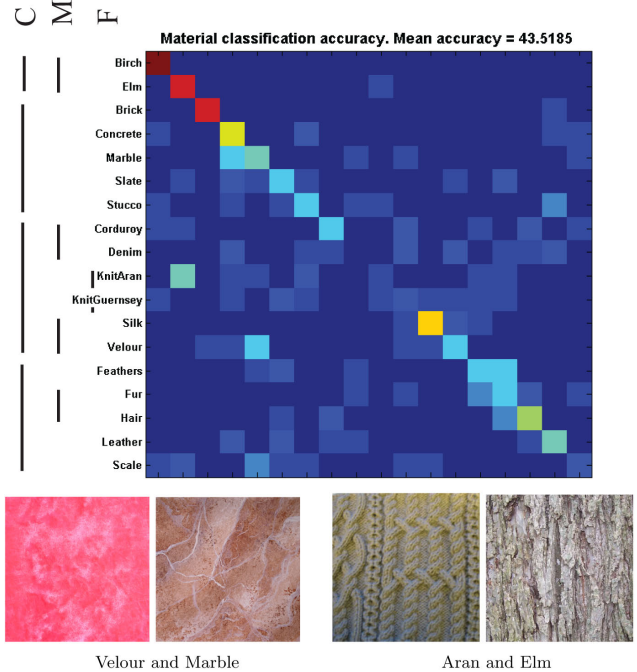 C
M
F
Material classification accuracy. Mean accuracy = 43.5185
Birch
Elm
Brick
Concrete
Marble
Slate
Stucco
Corduroy
Denim
KnitAran
KnitGuernsey
Silk
Velour
Feathers
Fur
Hair
Leather
Scale
Velour and Marble
Aran and Elm